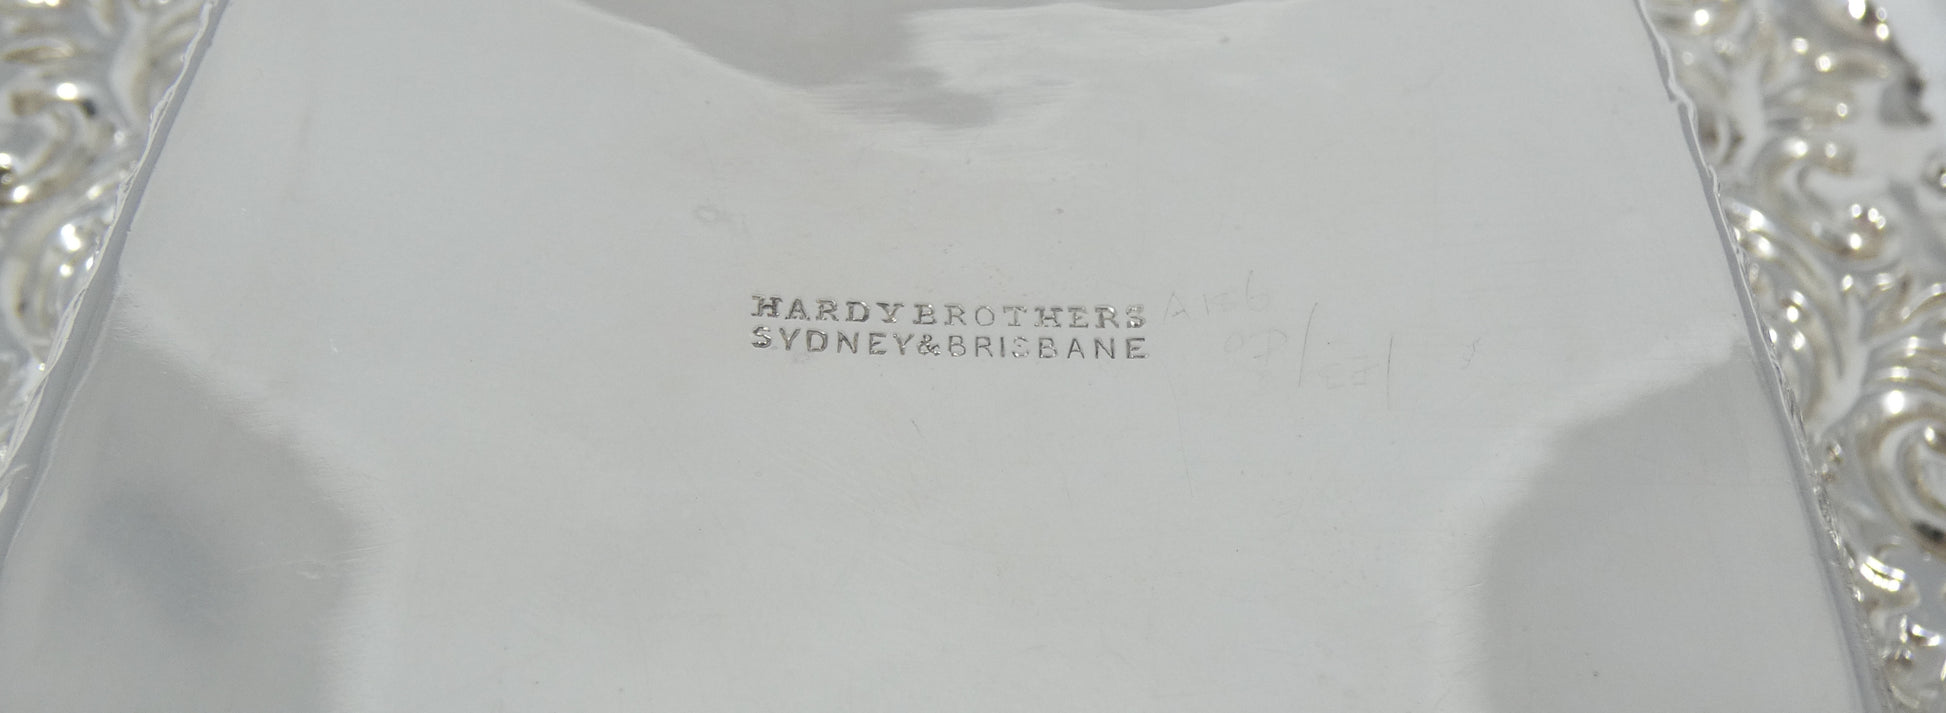 HARDY BROTHERS
SYDNEY & BRISBANE